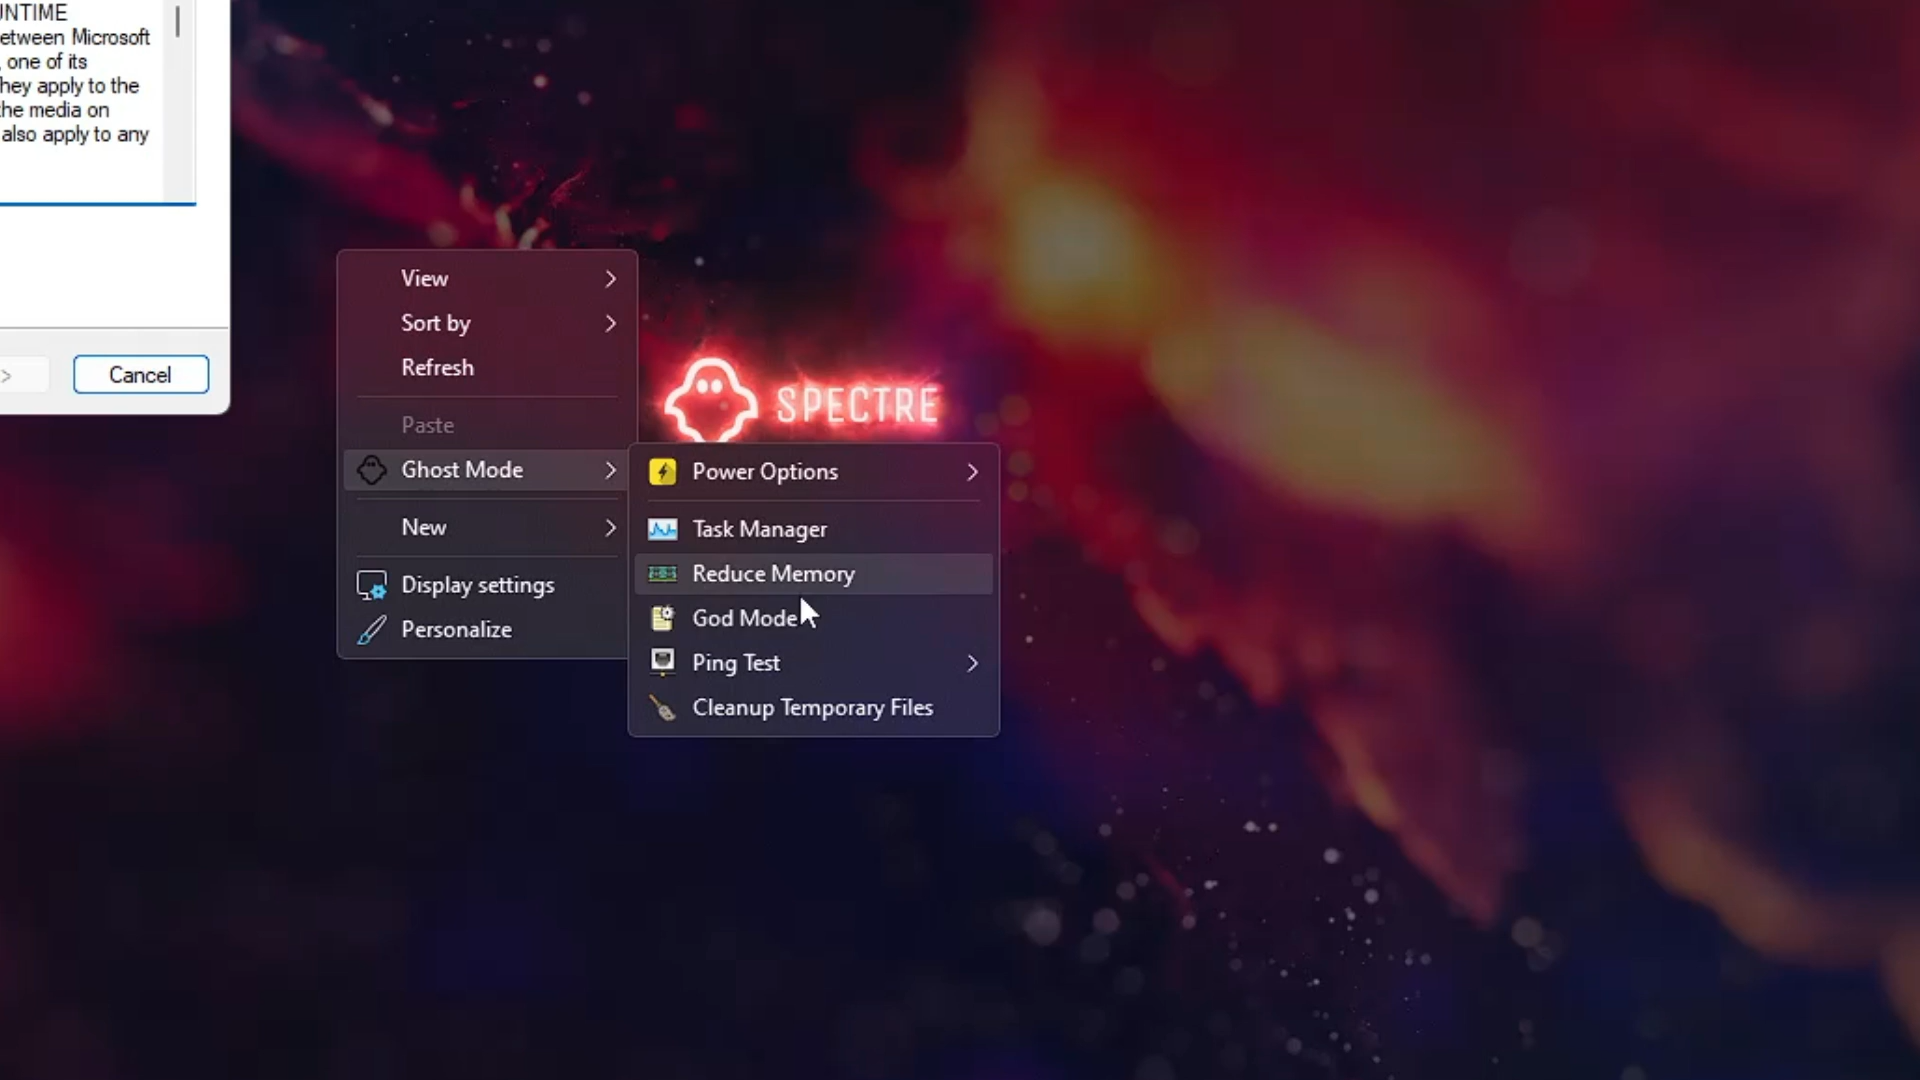 UNTIME
etween Microsoft
, one of its
hey apply to the
the media on
also apply to any
>
Cancel
View
Sort by
Refresh
Paste
Ghost Mode
New
Display settings
Personalize
SPECTRE
Power Options
Task Manager
Reduce Memory
God Mode
Ping Test
Cleanup Temporary Files